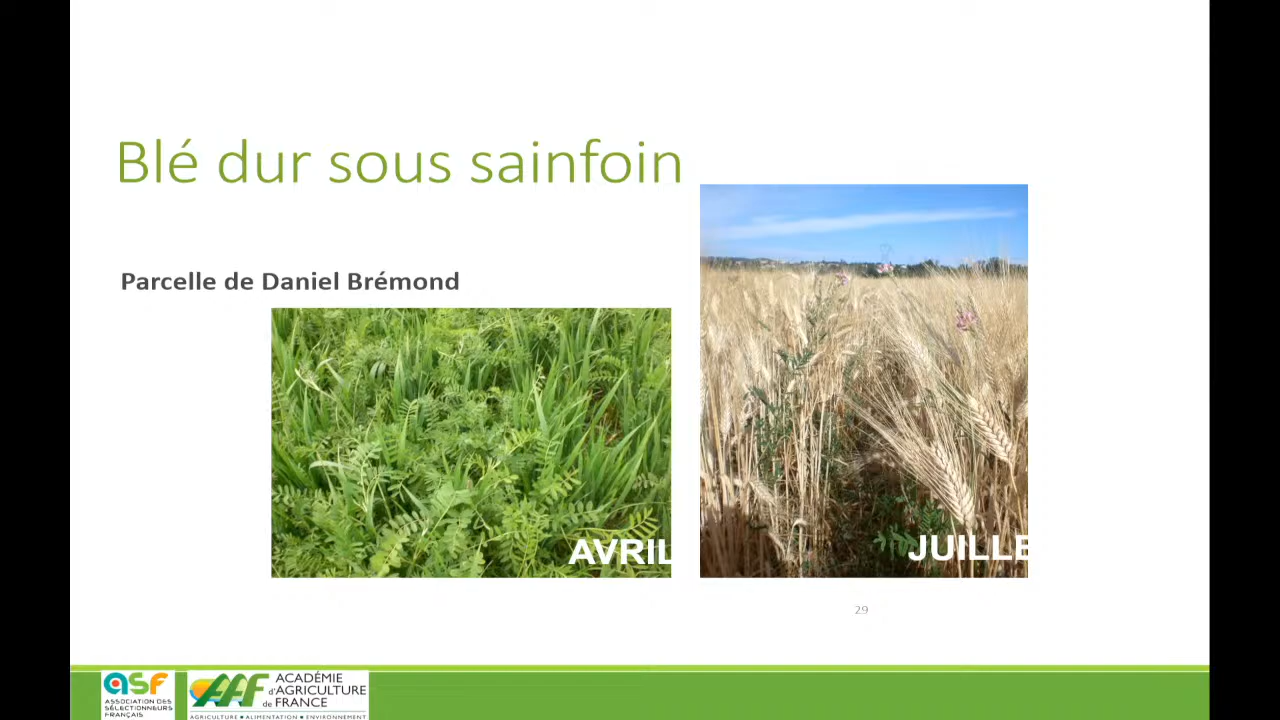 Blé dur sous sainfoin
Parcelle de Daniel Brémond
AVRIL
JUILLE
29
asf
ASSOCIATION DES
SÉLECTIONNEURS
FRANÇAIS
AAF
ACADÉMIE
d'AGRICULTURE
de FRANCE
AGRICULTURE • ALIMENTATION • ENVIRONNEMENT